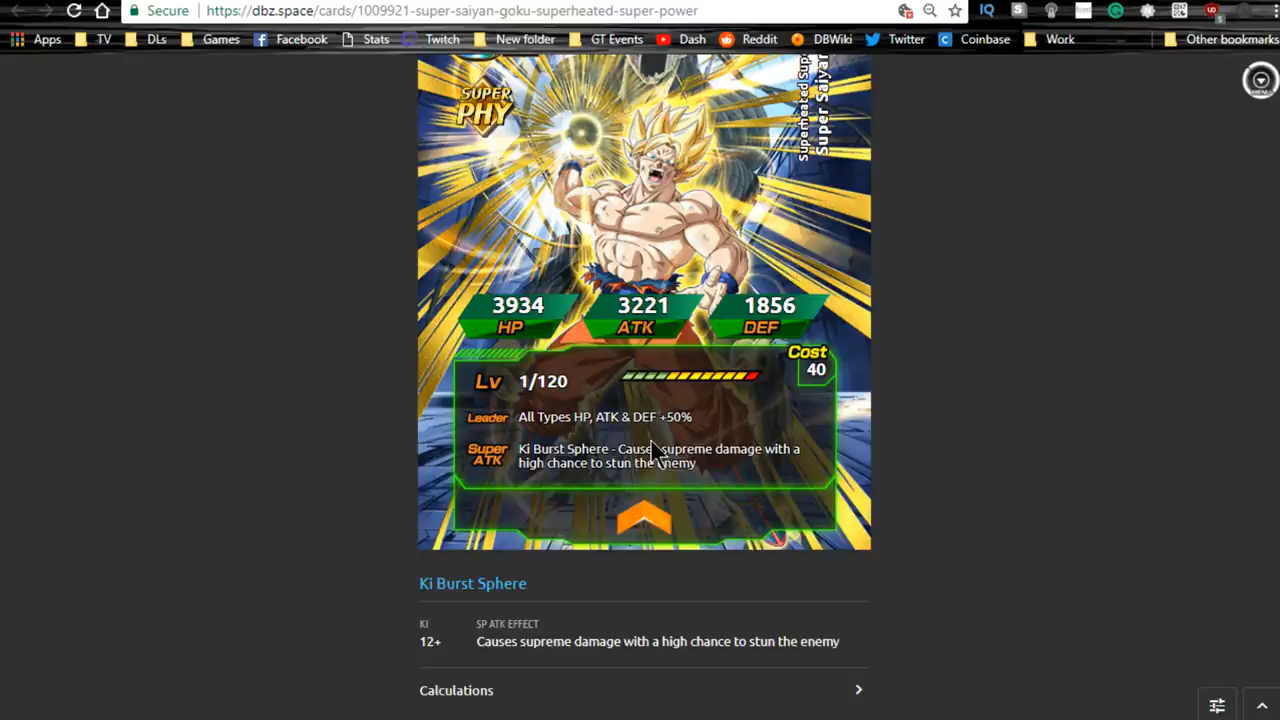 Secure
https://dbz.space/cards/1009921-super-saiyan-goku-superheated-super-power
Apps TV DLs Games Facebook Stats Twitch New folder GT Events Dash Reddit DBWiki Twitter Coinbase Work Other bookmarks
SUPER
PHY
Superheated Sup
Super Saiyan
MENU
3934 3221 1856
HP ATK DEF
Cost
40
Lv 1/120
Leader All Types HP, ATK & DEF +50%
Super ATK Ki Burst Sphere - Causes supreme damage with a
high chance to stun the enemy
Ki Burst Sphere
KI SP ATK EFFECT
12+ Causes supreme damage with a high chance to stun the enemy
Calculations